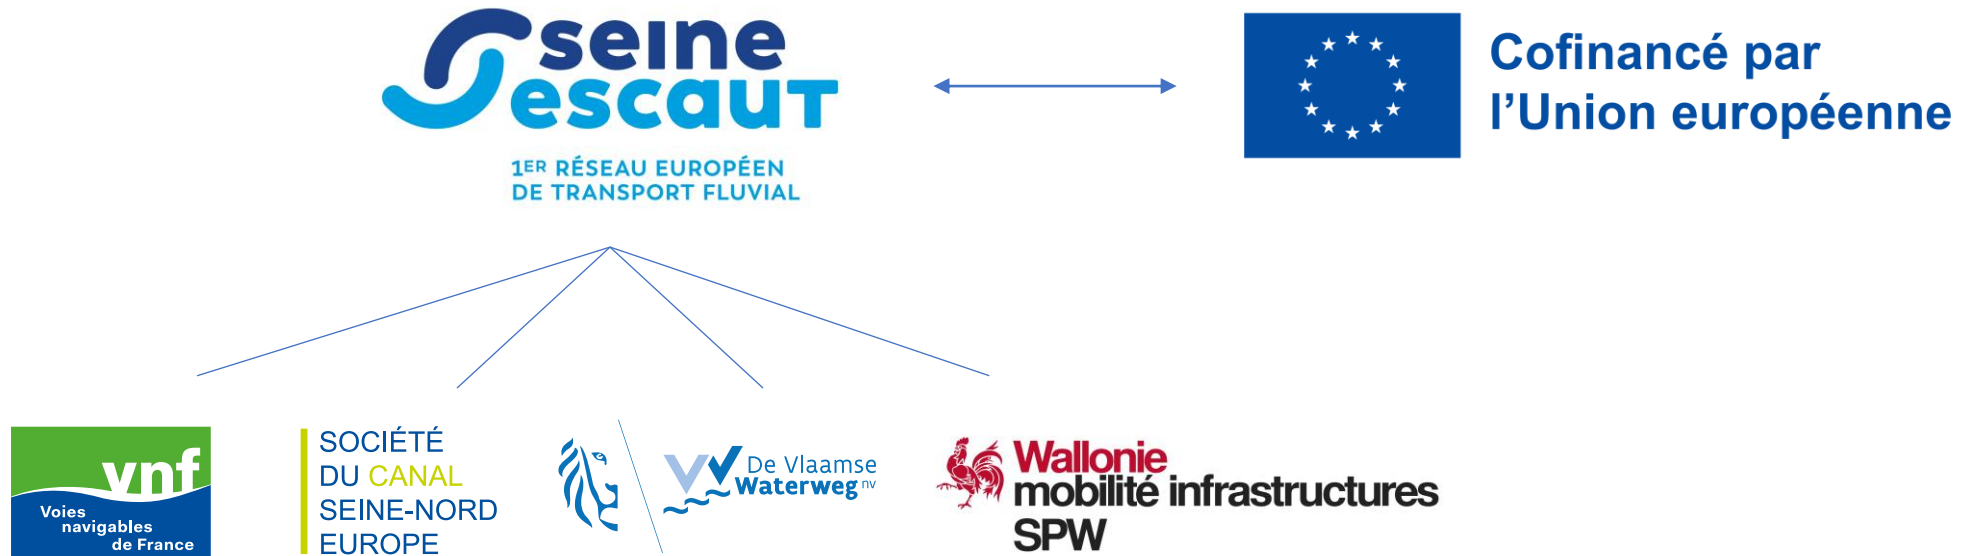 seine
escaut
1ER RÉSEAU EUROPÉEN
DE TRANSPORT FLUVIAL
Cofinancé par
l'Union européenne
vnf
Voies
navigables
de France
SOCIÉTÉ
DU CANAL
SEINE-NORD
EUROPE
De Vlaamse
Waterweg nv
Wallonie
mobilité infrastructures
SPW